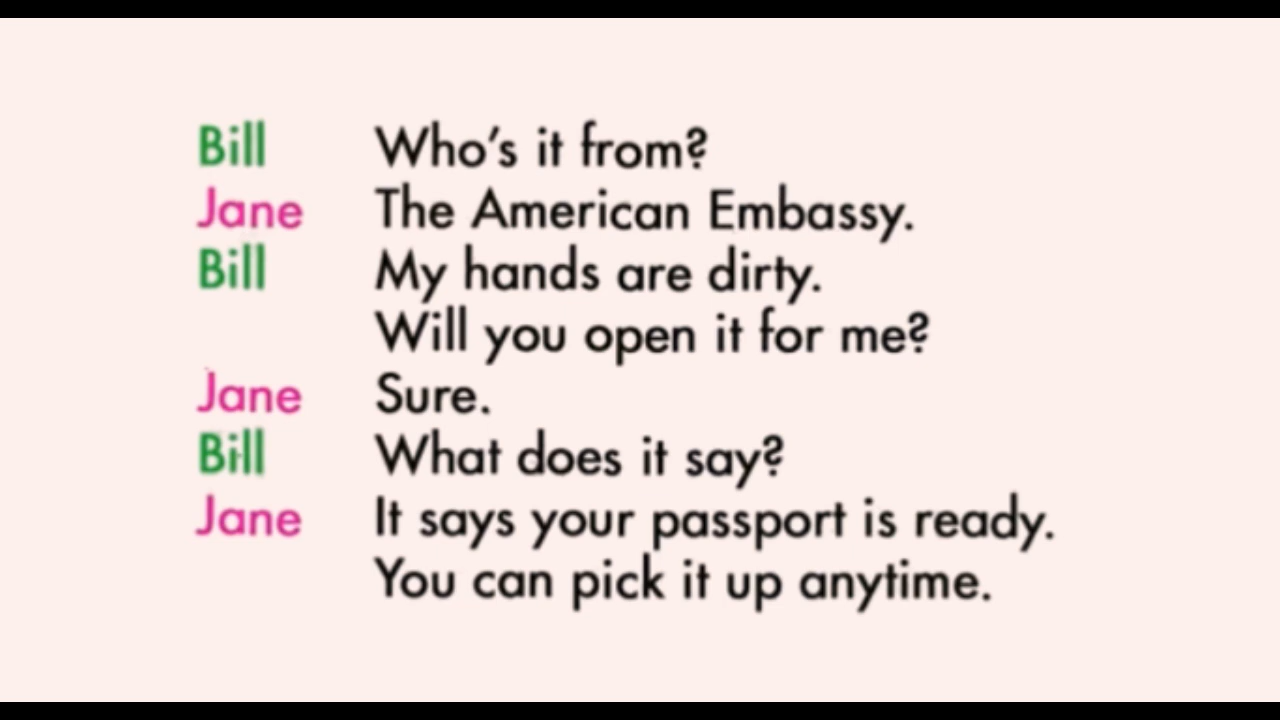 Bill Who's it from?
Jane The American Embassy.
Bill My hands are dirty.
Will you open it for me?
Jane Sure.
Bill What does it say?
Jane It says your passport is ready.
You can pick it up anytime.